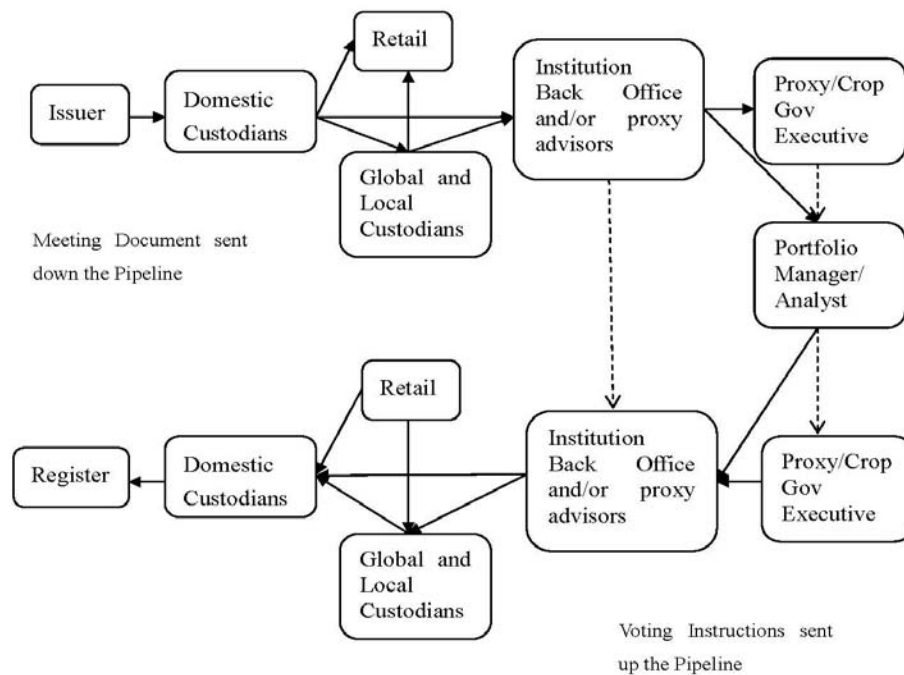 Retail
Issuer
Domestic
Custodians
Institution
Back Office
and/or proxy
advisors
Proxy/Crop
Gov
Executive
Global and
Local
Custodians
Meeting Document sent
down the Pipeline
Portfolio
Manager/
Analyst
Retail
Register
Domestic
Custodians
Institution
Back Office
and/or proxy
advisors
Proxy/Crop
Gov
Executive
Global and
Local
Custodians
Voting Instructions sent
up the Pipeline